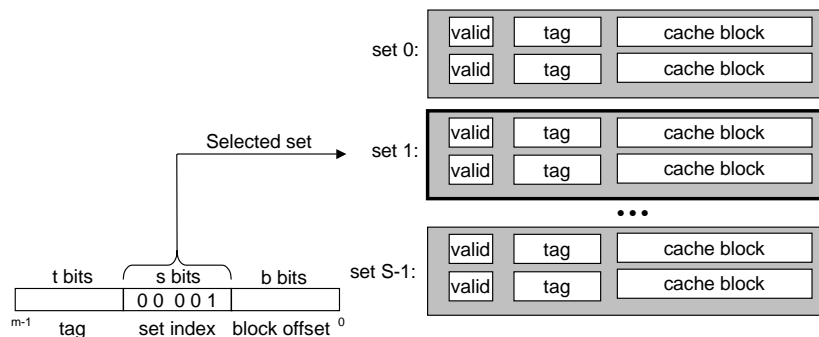 set 0:
valid tag cache block
valid tag cache block
Selected set
set 1:
valid tag cache block
valid tag cache block
•••
set S-1:
valid tag cache block
valid tag cache block
t bits s bits b bits
0 0 0 0 1
m-1 0
tag set index block offset